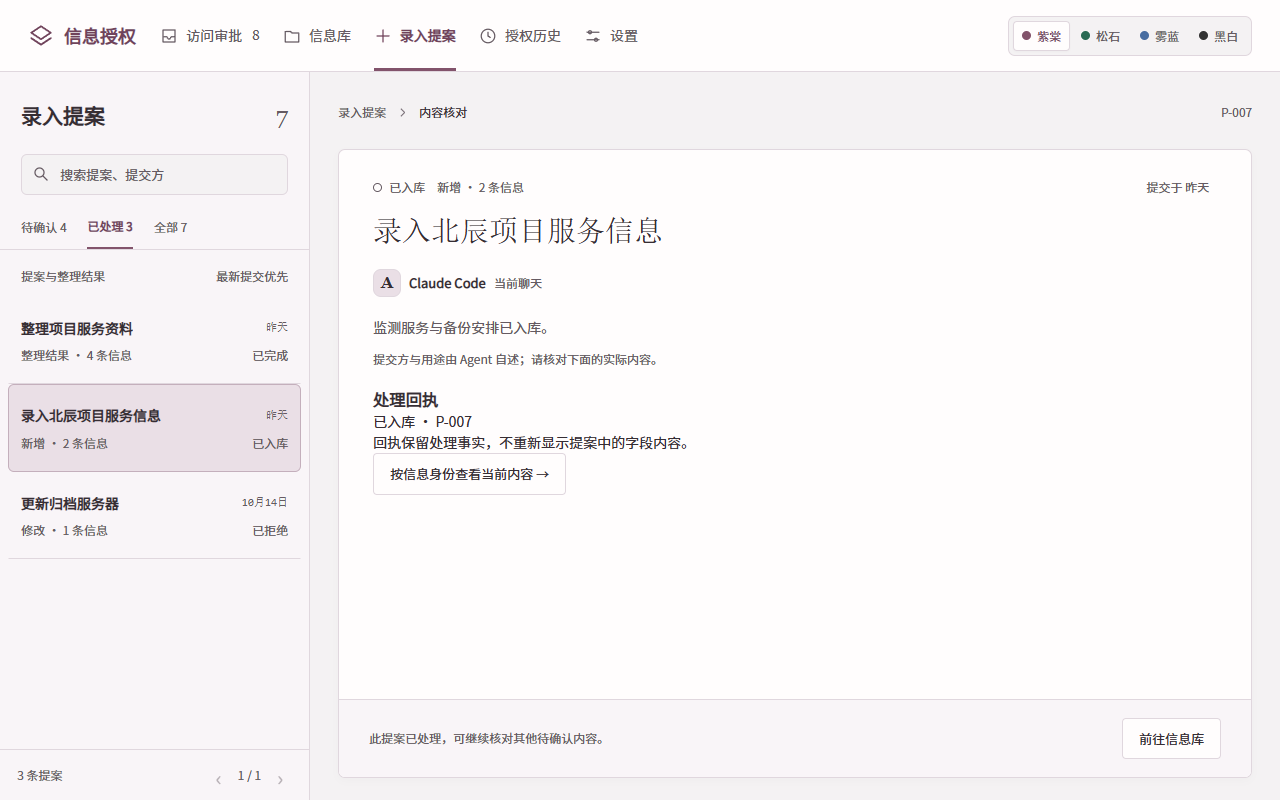 信息授权
访问审批 8
信息库
录入提案
授权历史
设置
紫棠
松石
雾蓝
黑白
录入提案 7
搜索提案、提交方
待确认 4
已处理 3
全部 7
提案与整理结果 最新提交优先
整理项目服务资料 昨天
整理结果 · 4 条信息 已完成
录入北辰项目服务信息 昨天
新增 · 2 条信息 已入库
更新归档服务器 10月14日
修改 · 1 条信息 已拒绝
3 条提案 ‹ 1 / 1 ›
录入提案 > 内容核对 P-007
已入库 新增 · 2 条信息 提交于 昨天
录入北辰项目服务信息
A Claude Code 当前聊天
监测服务与备份安排已入库。
提交方与用途由 Agent 自述；请核对下面的实际内容。
处理回执
已入库 · P-007
回执保留处理事实，不重新显示提案中的字段内容。
按信息身份查看当前内容 →
此提案已处理，可继续核对其他待确认内容。 前往信息库